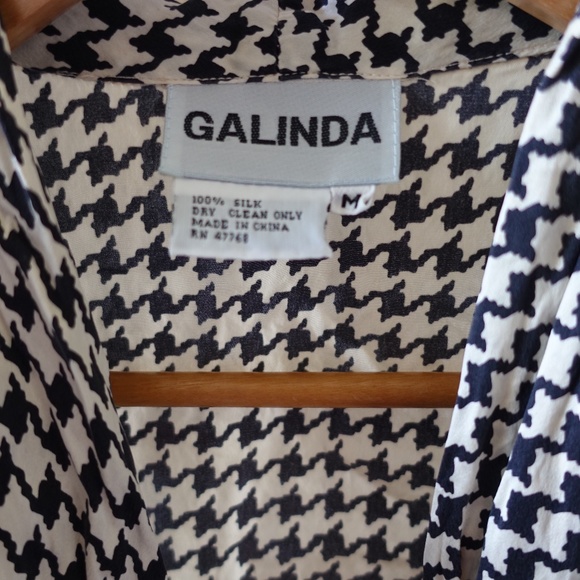 GALINDA
M
100% SILK
DRY CLEAN ONLY
MADE IN CHINA
RN 47768